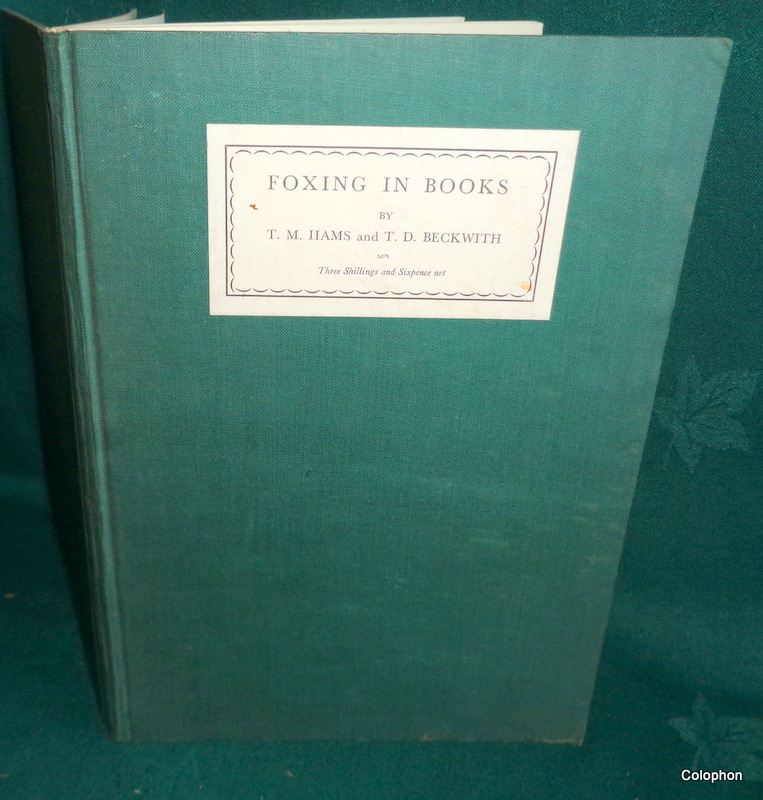 FOXING IN BOOKS
BY
T. M. IIAMS and T. D. BECKWITH
Three Shillings and Sixpence net
Colophon